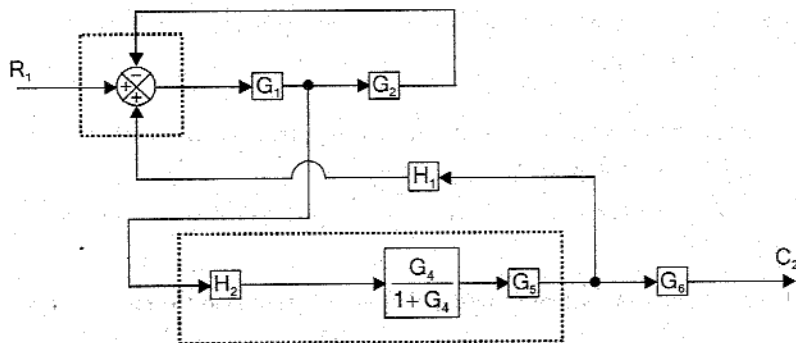 R₁
−
+
+
G₁
G₂
H₁
H₂
G₄
1 + G₄
G₅
G₆
C₂